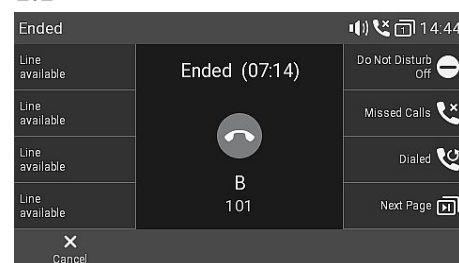 Ended 1 14:44
Line
available
Line
available
Line
available
Line
available
Ended (07:14)
B
101
Do Not Disturb
Off
Missed Calls
Dialed
Next Page
Cancel